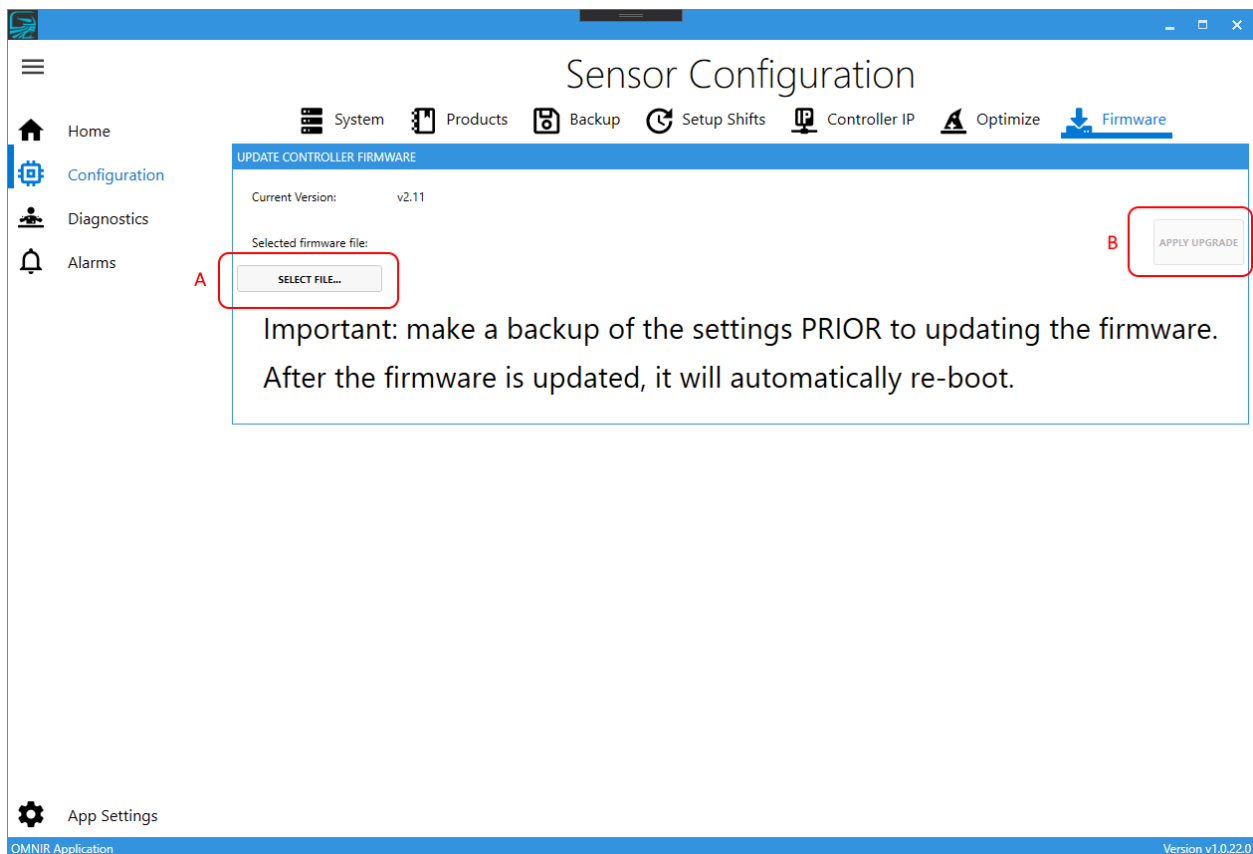 Sensor Configuration
System Products Backup Setup Shifts Controller IP Optimize Firmware
Home
Configuration
Diagnostics
Alarms
UPDATE CONTROLLER FIRMWARE
Current Version: v2.11
Selected firmware file:
A SELECT FILE...
B APPLY UPGRADE
Important: make a backup of the settings PRIOR to updating the firmware.
After the firmware is updated, it will automatically re-boot.
App Settings
OMNIR Application Version v1.0.22.0